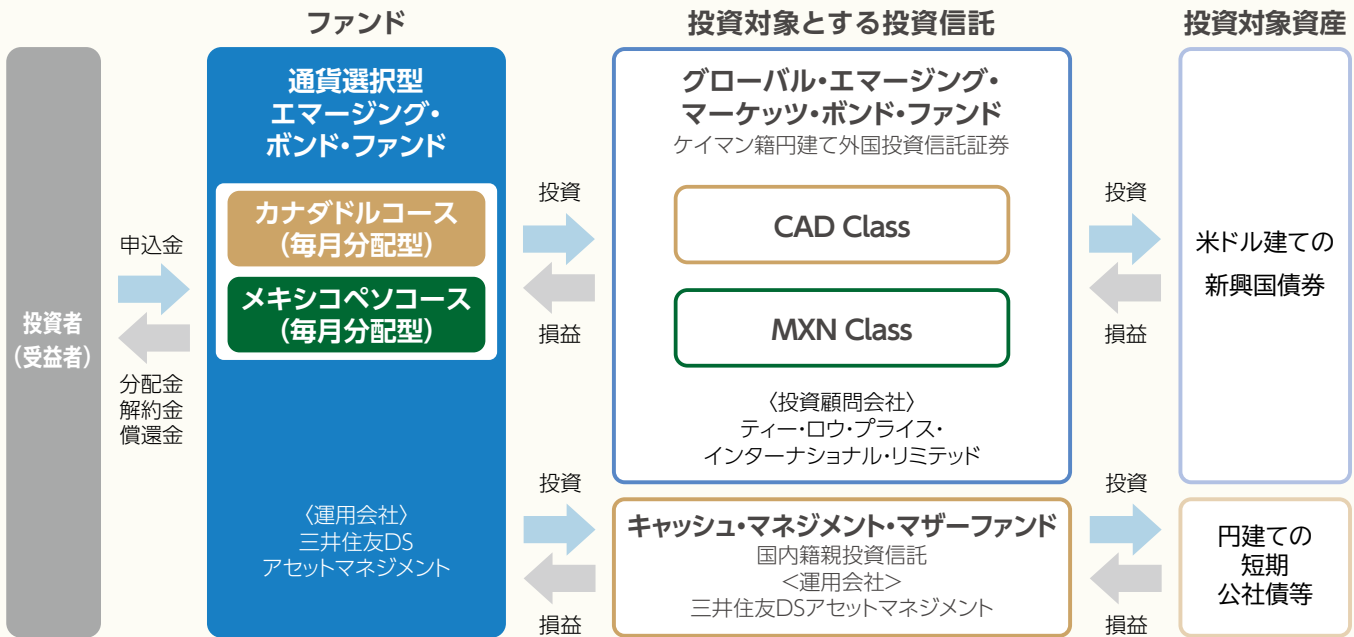 ファンド
投資対象とする投資信託
投資対象資産
投資者
（受益者）
申込金
分配金
解約金
償還金
通貨選択型
エマージング・
ボンド・ファンド
カナダドルコース
（毎月分配型）
メキシコペソコース
（毎月分配型）
〈運用会社〉
三井住友DS
アセットマネジメント
投資
損益
投資
損益
グローバル・エマージング・
マーケッツ・ボンド・ファンド
ケイマン籍円建て外国投資信託証券
CAD Class
MXN Class
〈投資顧問会社〉
ティー・ロウ・プライス・
インターナショナル・リミテッド
キャッシュ・マネジメント・マザーファンド
国内籍親投資信託
<運用会社>
三井住友DSアセットマネジメント
投資
損益
投資
損益
米ドル建ての
新興国債券
円建ての
短期
公社債等